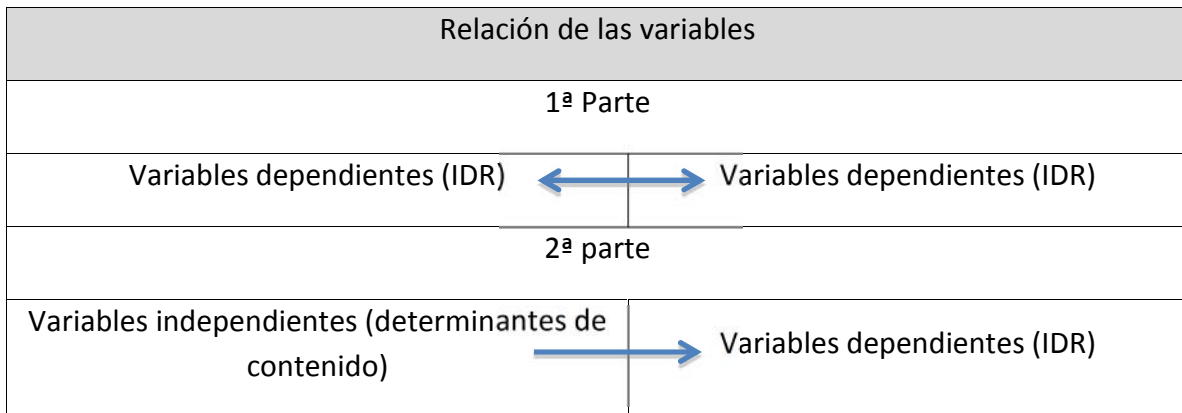 Relación de las variables
1ª Parte
Variables dependientes (IDR)
Variables dependientes (IDR)
2ª parte
Variables independientes (determinantes de
contenido)
Variables dependientes (IDR)